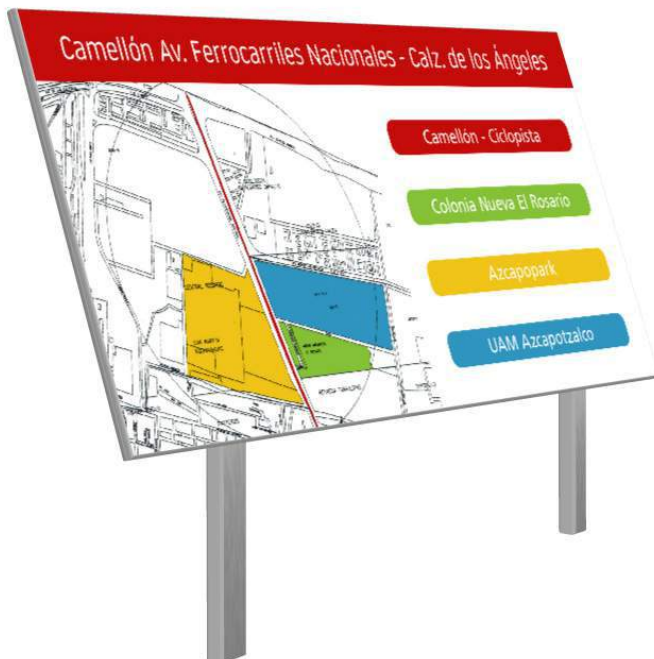 Camellón Av. Ferrocarriles Nacionales - Calz. de los Ángeles
Camellón - Ciclopista
Colonia Nueva El Rosario
Azcapopark
UAM Azcapotzalco